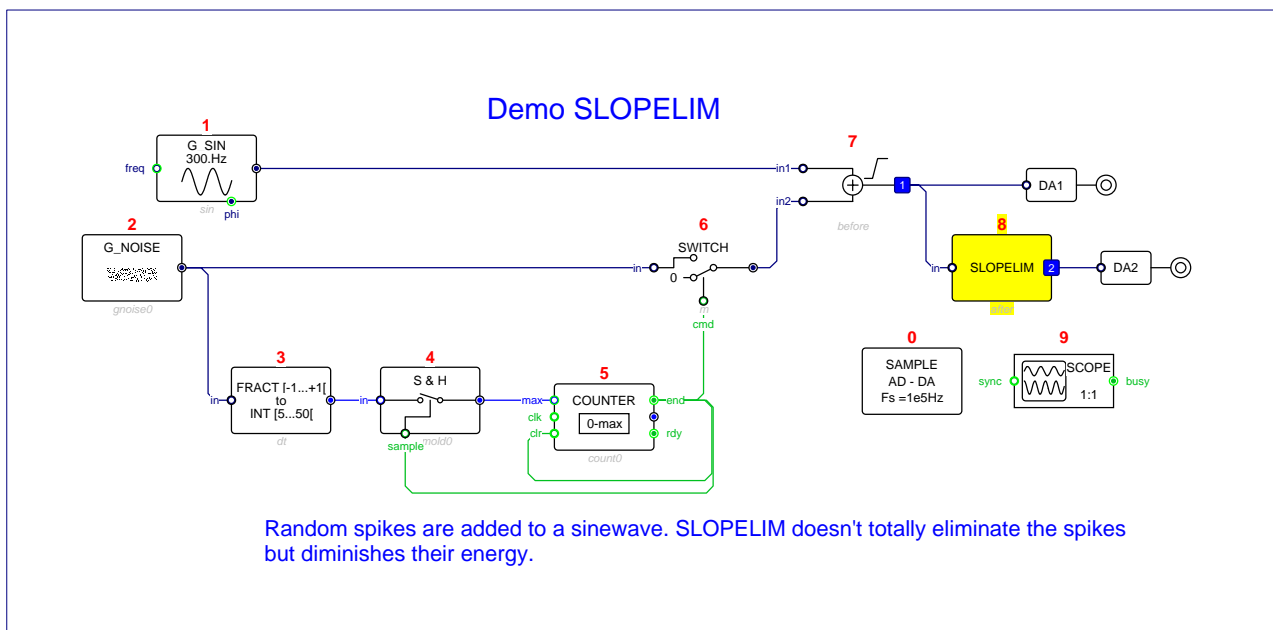 Demo SLOPELIM
1
G_SIN
300.Hz
freq
phi
sin
2
G_NOISE
gnoise0
3
FRACT [-1...+1[
to
INT [5...50[
in
dt
4
S & H
in
sample
mold0
5
COUNTER
0-max
max
clk
clr
end
rdy
count0
6
SWITCH
in
0
m
cmd
7
in1
in2
before
1
DA1
8
in
SLOPELIM
2
after
DA2
0
SAMPLE
AD - DA
Fs =1e5Hz
9
sync
SCOPE
1:1
busy
Random spikes are added to a sinewave. SLOPELIM doesn't totally eliminate the spikes
but diminishes their energy.